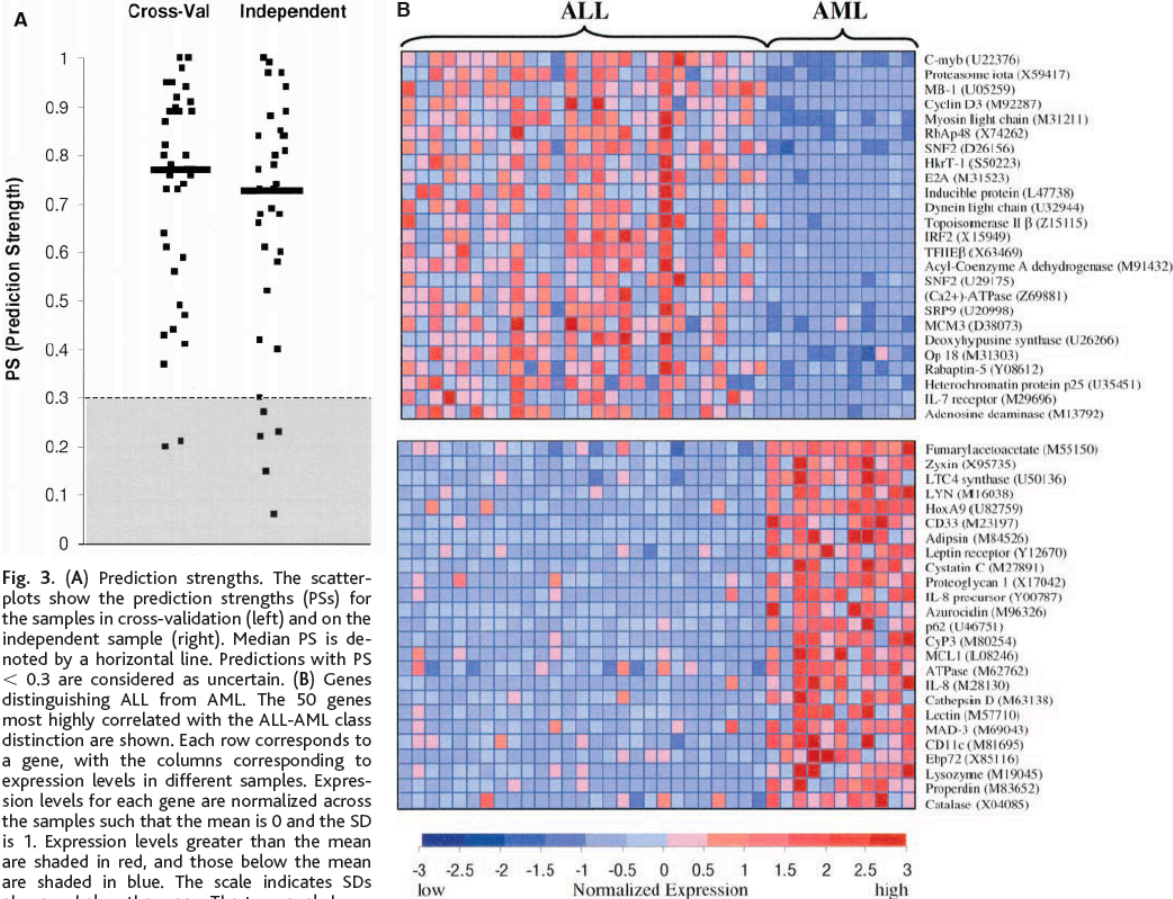 A
Cross-Val
Independent
PS (Prediction Strength)
1
0.9
0.8
0.7
0.6
0.5
0.4
0.3
0.2
0.1
0
Fig. 3. (A) Prediction strengths. The scatter-
plots show the prediction strengths (PSs) for
the samples in cross-validation (left) and on the
independent sample (right). Median PS is de-
noted by a horizontal line. Predictions with PS
< 0.3 are considered as uncertain. (B) Genes
distinguishing ALL from AML. The 50 genes
most highly correlated with the ALL-AML class
distinction are shown. Each row corresponds to
a gene, with the columns corresponding to
expression levels in different samples. Expres-
sion levels for each gene are normalized across
the samples such that the mean is 0 and the SD
is 1. Expression levels greater than the mean
are shaded in red, and those below the mean
are shaded in blue. The scale indicates SDs
B
ALL
AML
C-myb (U22376)
Proteasome iota (X59417)
MB-1 (U05259)
Cyclin D3 (M92287)
Myosin light chain (M31211)
RbAp48 (X74262)
SNF2 (D26156)
HkrT-1 (S50223)
E2A (M31523)
Inducible protein (L47738)
Dynein light chain (U32944)
Topoisomerase II β (Z15115)
IRF2 (X15949)
TFIIEβ (X63469)
Acyl-Coenzyme A dehydrogenase (M91432)
SNF2 (U29175)
(Ca2+)-ATPase (Z69881)
SRP9 (U20998)
MCM3 (D38073)
Deoxyhypusine synthase (U26266)
Op 18 (M31303)
Rabaptin-5 (Y08612)
Heterochromatin protein p25 (U35451)
IL-7 receptor (M29696)
Adenosine deaminase (M13792)
Fumarylacetoacetate (M55150)
Zyxin (X95735)
LTC4 synthase (U50136)
LYN (M16038)
HoxA9 (U82759)
CD33 (M23197)
Adipsin (M84526)
Leptin receptor (Y12670)
Cystatin C (M27891)
Proteoglycan 1 (X17042)
IL-8 precursor (Y00787)
Azurocidin (M96326)
p62 (U46751)
CyP3 (M80254)
MCL1 (L08246)
ATPase (M62762)
IL-8 (M28130)
Cathepsin D (M63138)
Lectin (M57710)
MAD-3 (M69043)
CD11c (M81695)
Ebp72 (X85116)
Lysozyme (M19045)
Properdin (M83652)
Catalase (X04085)
-3 -2.5 -2 -1.5 -1 -0.5 0 0.5 1 1.5 2 2.5 3
low Normalized Expression high